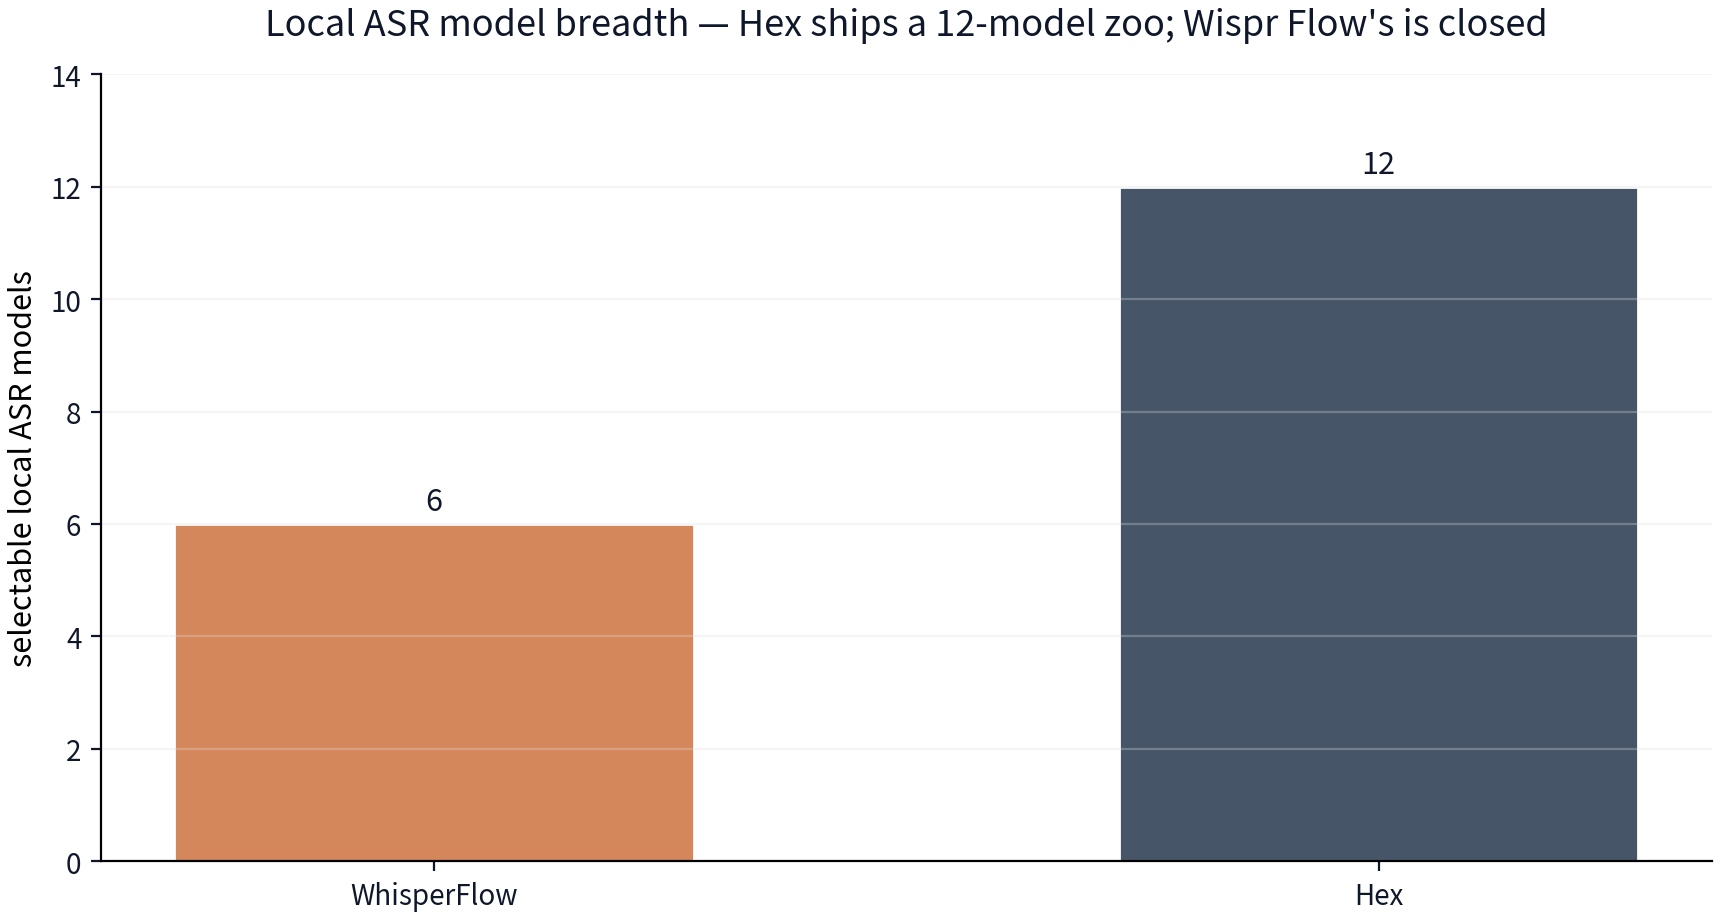 Local ASR model breadth — Hex ships a 12-model zoo; Wispr Flow's is closed
selectable local ASR models
14
12
10
8
6
4
2
0
6
12
WhisperFlow
Hex